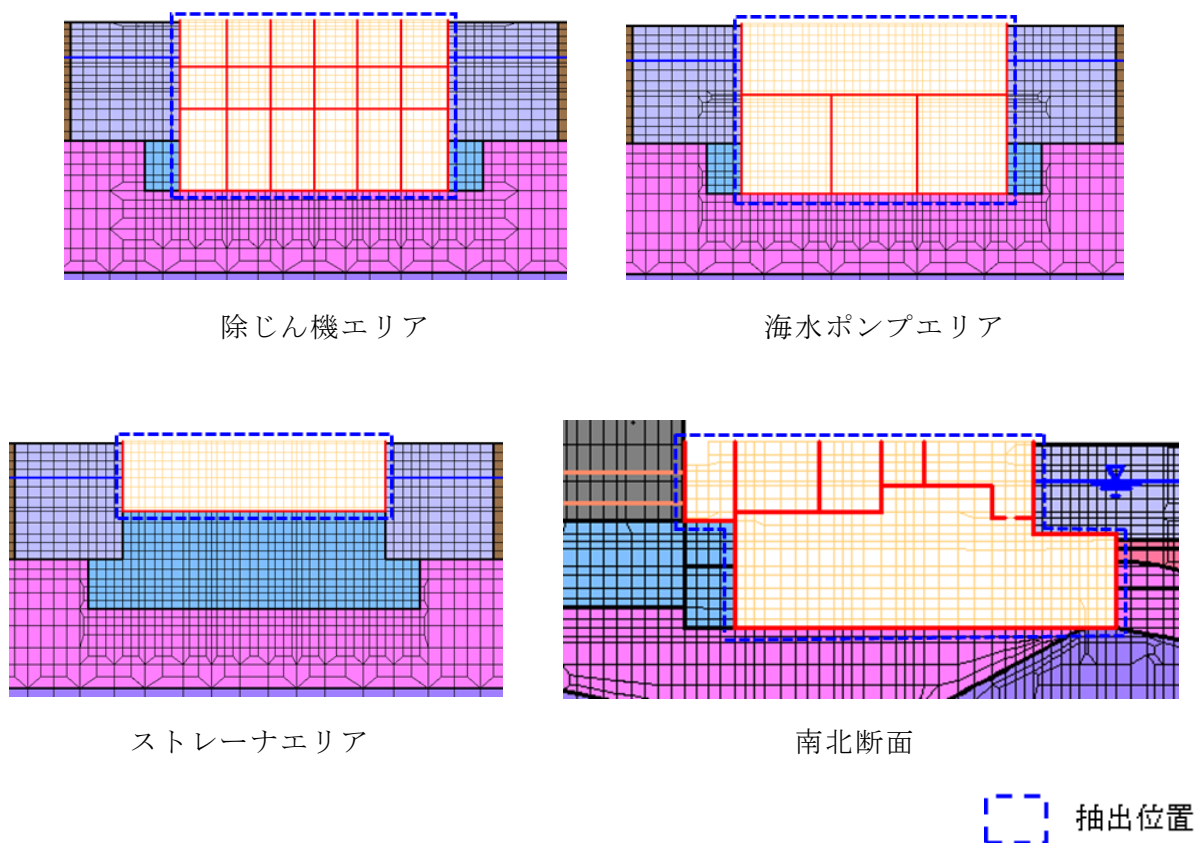 除じん機エリア
海水ポンプエリア
ストレーナエリア
南北断面
抽出位置